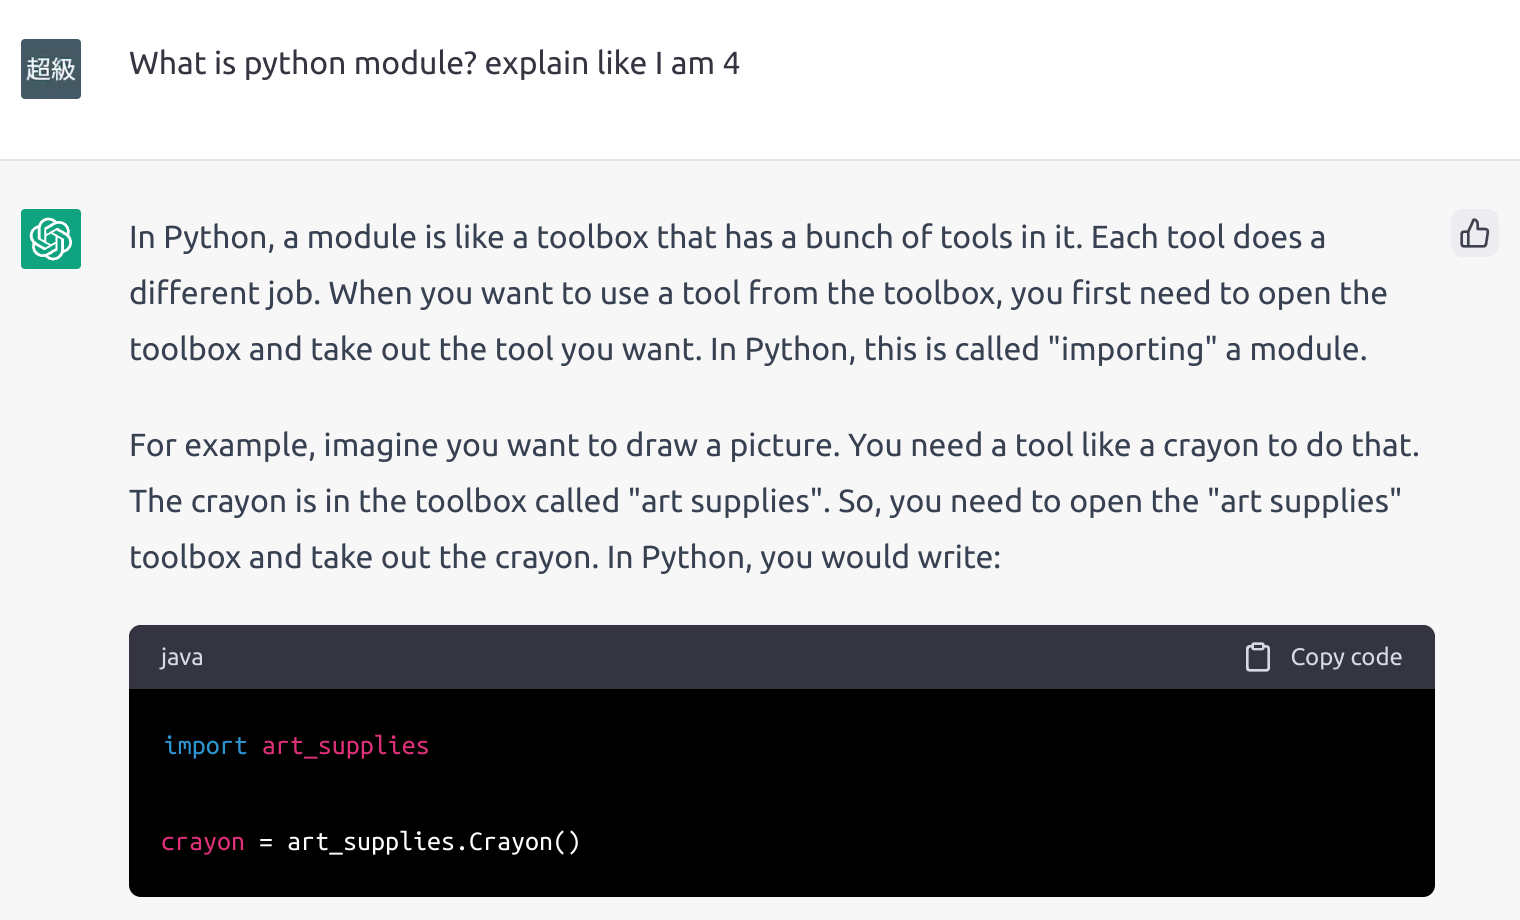 超級
What is python module? explain like I am 4
In Python, a module is like a toolbox that has a bunch of tools in it. Each tool does a
different job. When you want to use a tool from the toolbox, you first need to open the
toolbox and take out the tool you want. In Python, this is called "importing" a module.
For example, imagine you want to draw a picture. You need a tool like a crayon to do that.
The crayon is in the toolbox called "art supplies". So, you need to open the "art supplies"
toolbox and take out the crayon. In Python, you would write:
java
Copy code
import art_supplies
crayon = art_supplies.Crayon()